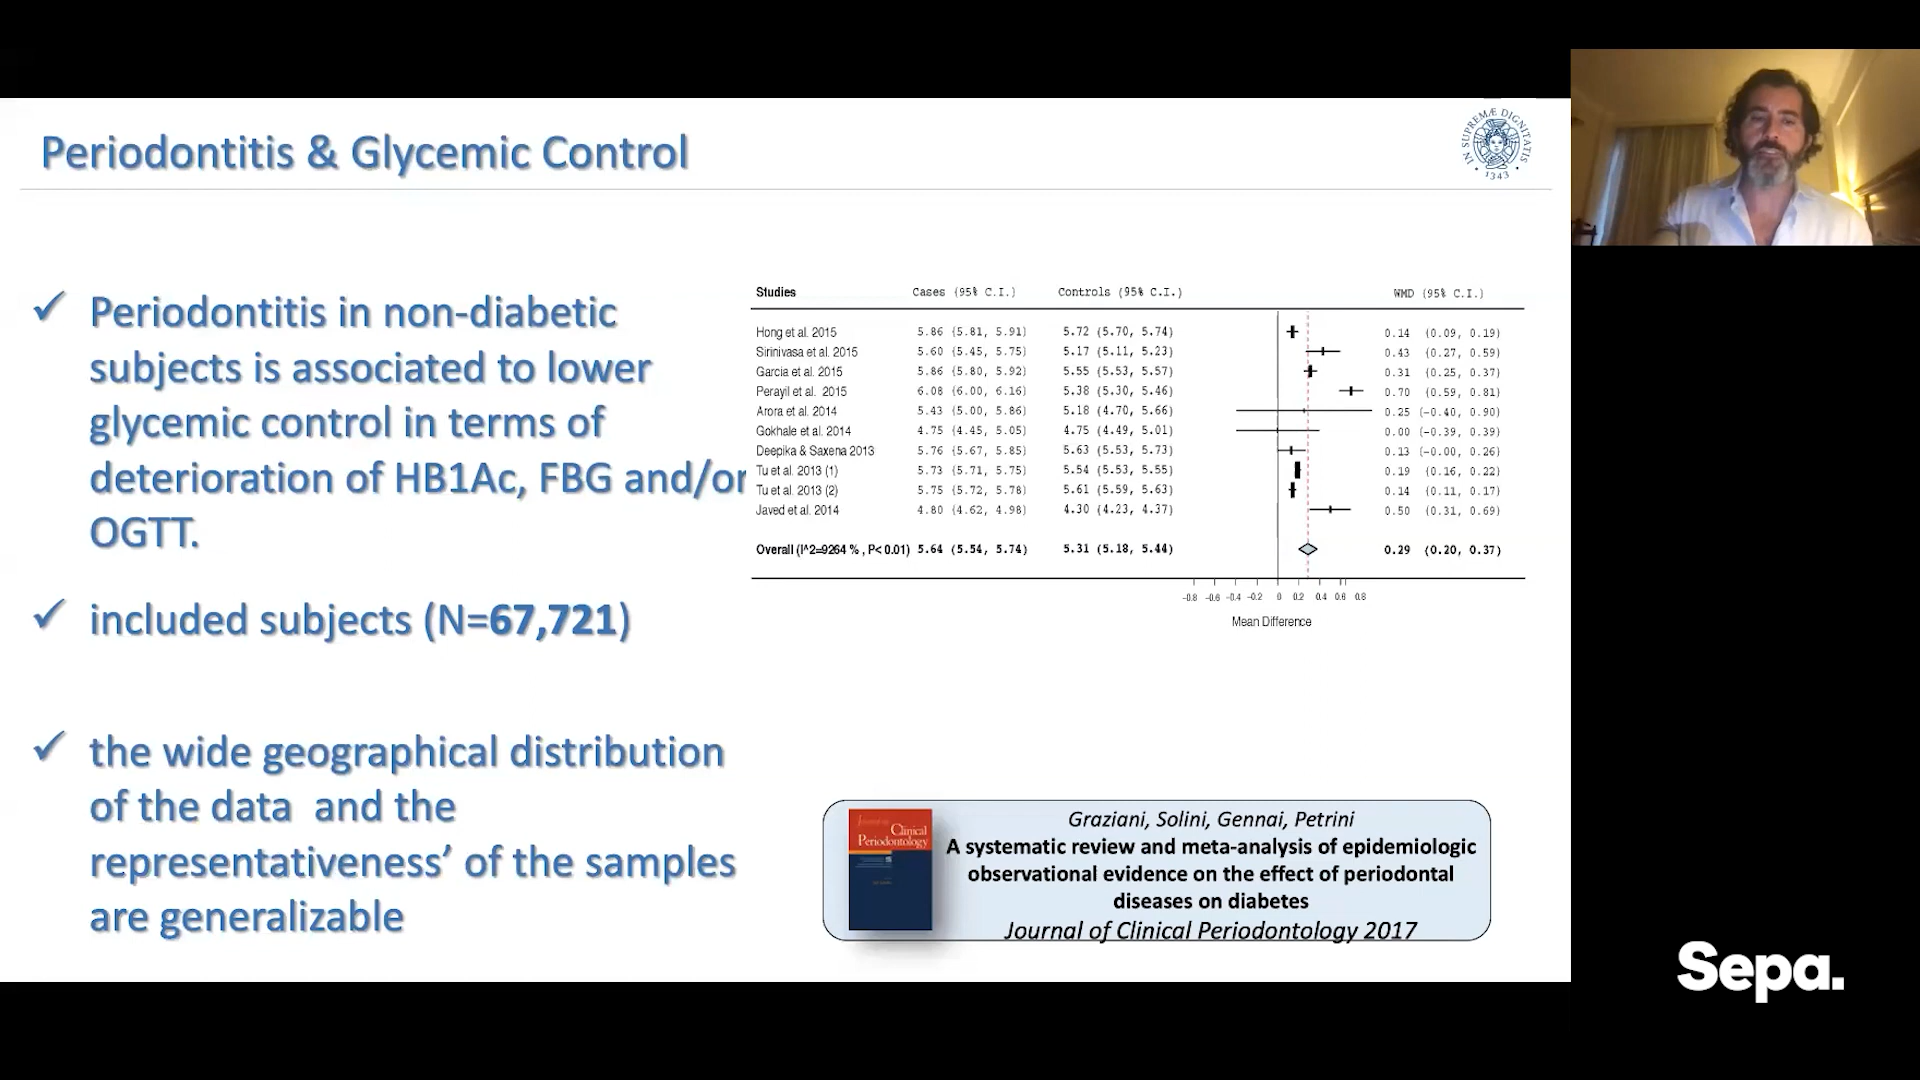 Periodontitis & Glycemic Control
IN SUPREMÆ DIGNITATIS
1343
Periodontitis in non-diabetic
subjects is associated to lower
glycemic control in terms of
deterioration of HB1Ac, FBG and/or
OGTT.
included subjects (N=67,721)
the wide geographical distribution
of the data and the
representativeness’ of the samples
are generalizable
Studies Cases (95% C.I.) Controls (95% C.I.) WMD (95% C.I.)
Hong et al. 2015 5.86 (5.81, 5.91) 5.72 (5.70, 5.74) 0.14 (0.09, 0.19)
Sirinivasa et al. 2015 5.60 (5.45, 5.75) 5.17 (5.11, 5.23) 0.43 (0.27, 0.59)
Garcia et al. 2015 5.86 (5.80, 5.92) 5.55 (5.53, 5.57) 0.31 (0.25, 0.37)
Perayil et al. 2015 6.08 (6.00, 6.16) 5.38 (5.30, 5.46) 0.70 (0.59, 0.81)
Arora et al. 2014 5.43 (5.00, 5.86) 5.18 (4.70, 5.66) 0.25 (-0.40, 0.90)
Gokhale et al. 2014 4.75 (4.45, 5.05) 4.75 (4.49, 5.01) 0.00 (-0.39, 0.39)
Deepika & Saxena 2013 5.76 (5.67, 5.85) 5.63 (5.53, 5.73) 0.13 (-0.00, 0.26)
Tu et al. 2013 (1) 5.73 (5.71, 5.75) 5.54 (5.53, 5.55) 0.19 (0.16, 0.22)
Tu et al. 2013 (2) 5.75 (5.72, 5.78) 5.61 (5.59, 5.63) 0.14 (0.11, 0.17)
Javed et al. 2014 4.80 (4.62, 4.98) 4.30 (4.23, 4.37) 0.50 (0.31, 0.69)
Overall (I^2=9264 % , P< 0.01) 5.64 (5.54, 5.74) 5.31 (5.18, 5.44) 0.29 (0.20, 0.37)
-0.8 -0.6 -0.4 -0.2 0 0.2 0.4 0.6 0.8
Mean Difference
Clinical
Periodontology
Graziani, Solini, Gennai, Petrini
A systematic review and meta-analysis of epidemiologic
observational evidence on the effect of periodontal
diseases on diabetes
Journal of Clinical Periodontology 2017
Sepa.